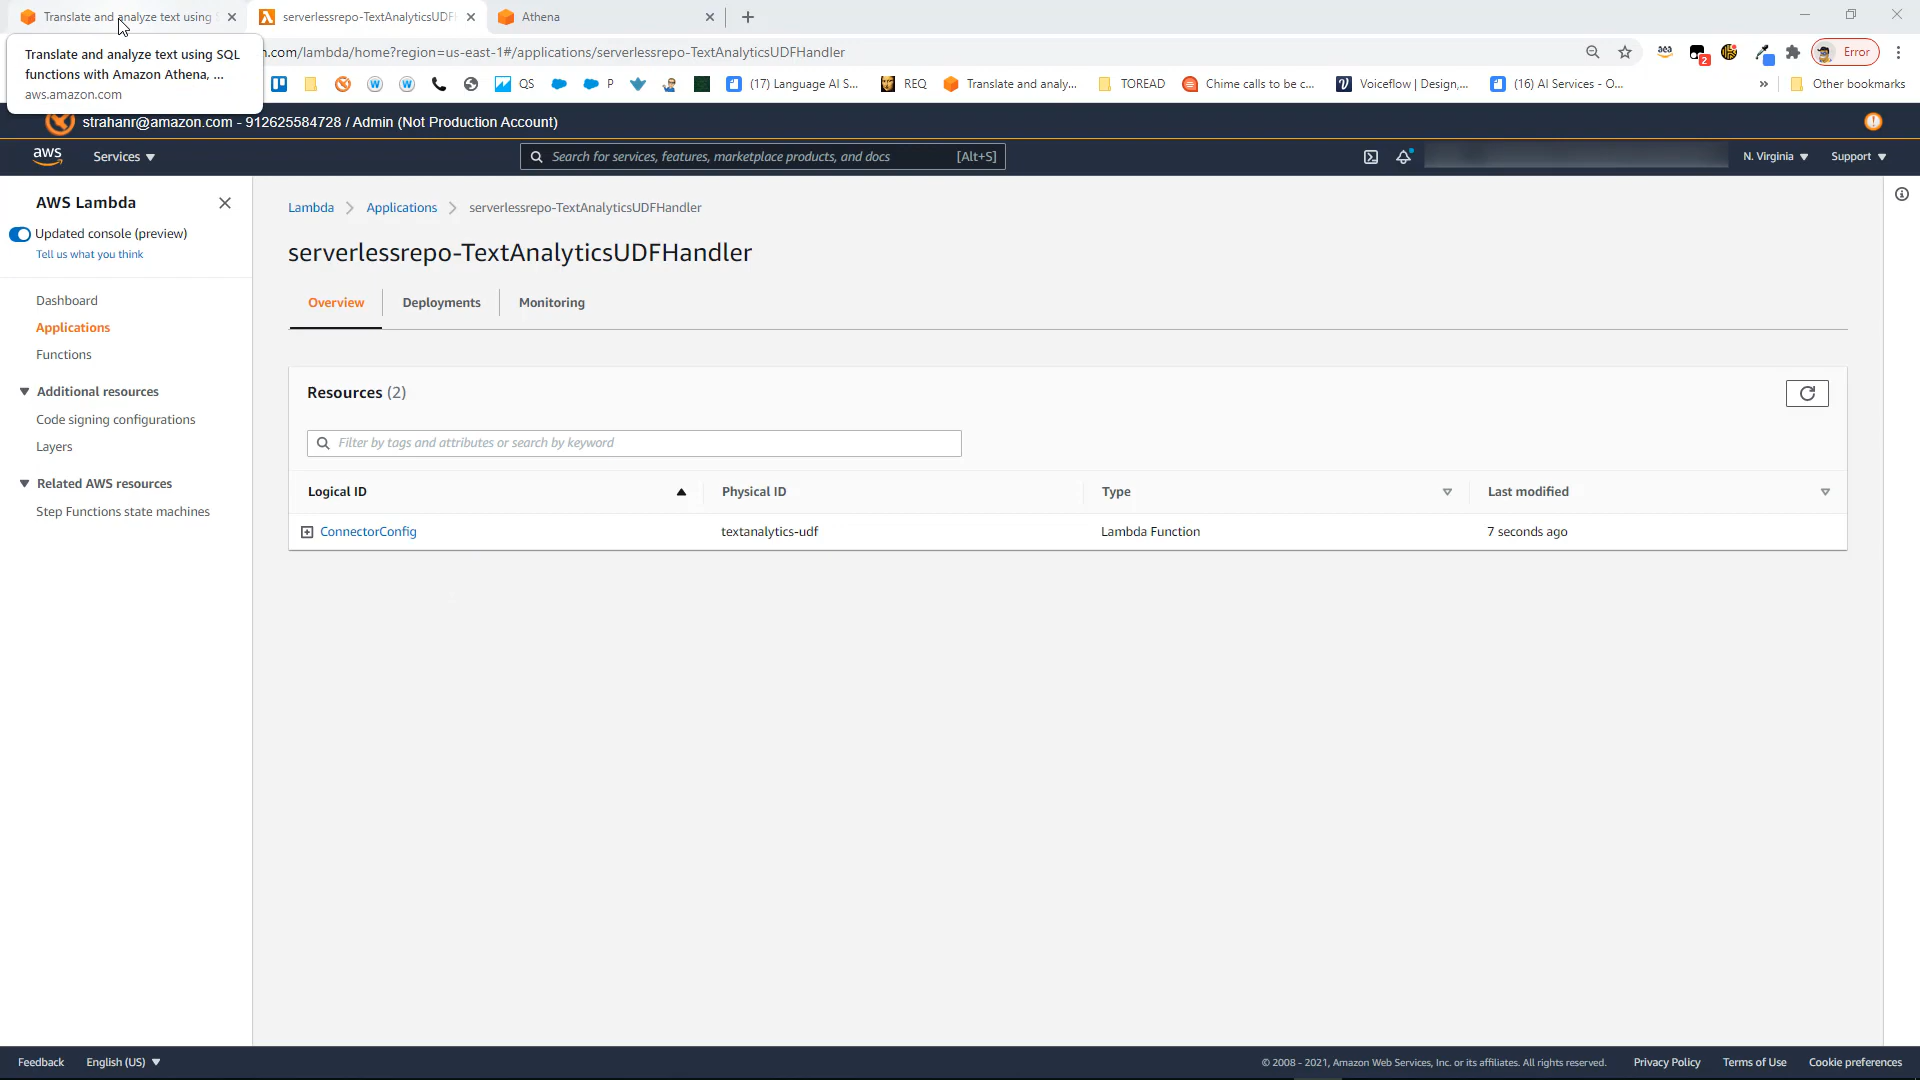 Translate and analyze text using
serverlessrepo-TextAnalyticsUDFH
Athena
Translate and analyze text using SQL
functions with Amazon Athena, ...
aws.amazon.com
n.com/lambda/home?region=us-east-1#/applications/serverlessrepo-TextAnalyticsUDFHandler
2
Error
QS
P
(17) Language AI S...
REQ
Translate and analy...
TOREAD
Chime calls to be c...
Voiceflow | Design,...
(16) AI Services - O...
»
Other bookmarks
strahanr@amazon.com - 912625584728 / Admin (Not Production Account)
aws
Services
Search for services, features, marketplace products, and docs
[Alt+S]
N. Virginia
Support
AWS Lambda
Updated console (preview)
Tell us what you think
Dashboard
Applications
Functions
Additional resources
Code signing configurations
Layers
Related AWS resources
Step Functions state machines
Lambda
Applications
serverlessrepo-TextAnalyticsUDFHandler
serverlessrepo-TextAnalyticsUDFHandler
Overview
Deployments
Monitoring
Resources (2)
Filter by tags and attributes or search by keyword
Logical ID
Physical ID
Type
Last modified
ConnectorConfig
textanalytics-udf
Lambda Function
7 seconds ago
Feedback
English (US)
© 2008 - 2021, Amazon Web Services, Inc. or its affiliates. All rights reserved.
Privacy Policy
Terms of Use
Cookie preferences